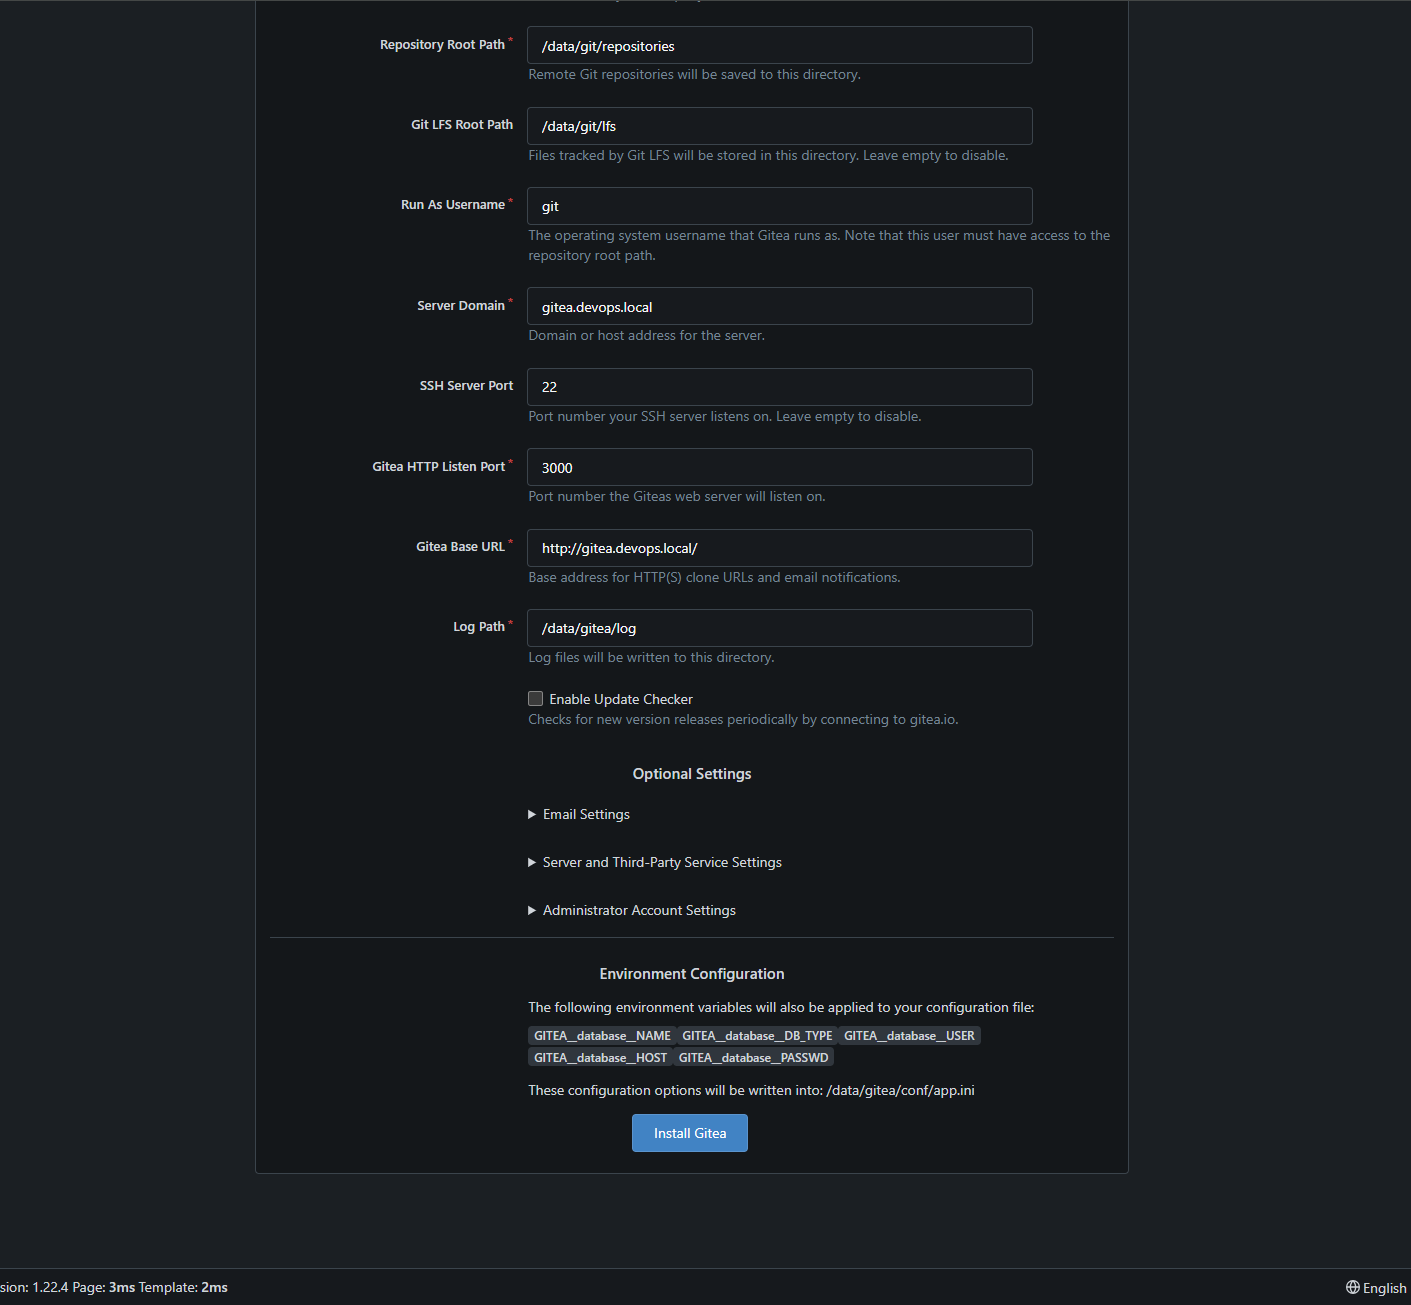 Repository Root Path*
/data/git/repositories
Remote Git repositories will be saved to this directory.
Git LFS Root Path
/data/git/lfs
Files tracked by Git LFS will be stored in this directory. Leave empty to disable.
Run As Username*
git
The operating system username that Gitea runs as. Note that this user must have access to the
repository root path.
Server Domain*
gitea.devops.local
Domain or host address for the server.
SSH Server Port
22
Port number your SSH server listens on. Leave empty to disable.
Gitea HTTP Listen Port*
3000
Port number the Giteas web server will listen on.
Gitea Base URL*
http://gitea.devops.local/
Base address for HTTP(S) clone URLs and email notifications.
Log Path*
/data/gitea/log
Log files will be written to this directory.
Enable Update Checker
Checks for new version releases periodically by connecting to gitea.io.
Optional Settings
Email Settings
Server and Third-Party Service Settings
Administrator Account Settings
Environment Configuration
The following environment variables will also be applied to your configuration file:
GITEA__database__NAME GITEA__database__DB_TYPE GITEA__database__USER
GITEA__database__HOST GITEA__database__PASSWD
These configuration options will be written into: /data/gitea/conf/app.ini
Install Gitea
sion: 1.22.4 Page: 3ms Template: 2ms
English